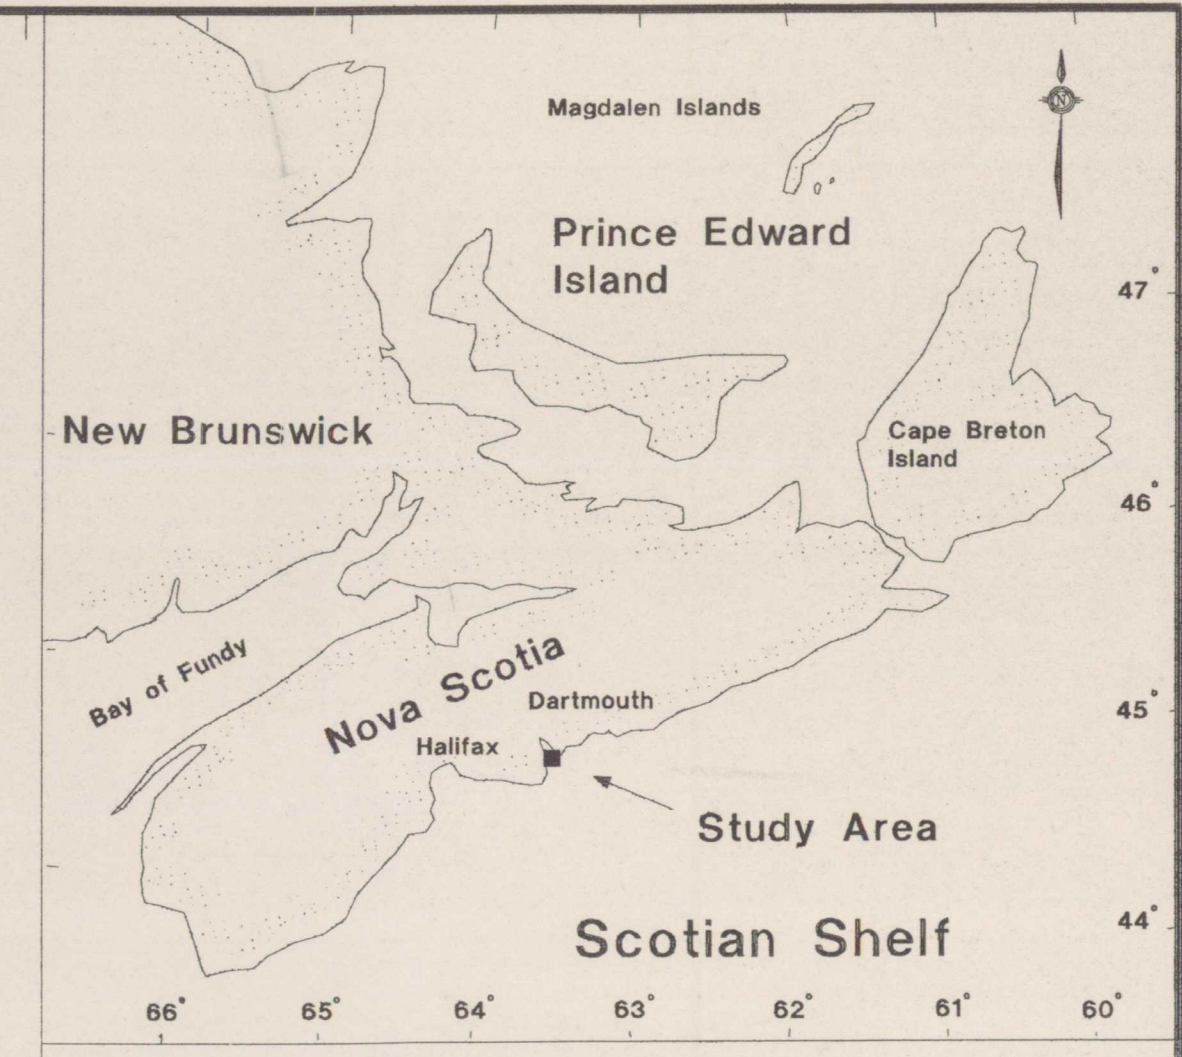 Magdalen Islands
N
Prince Edward
Island
47°
New Brunswick
Cape Breton
Island
46°
Bay of Fundy
Nova Scotia
Dartmouth
45°
Halifax
Study Area
44°
Scotian Shelf
66° 65° 64° 63° 62° 61° 60°